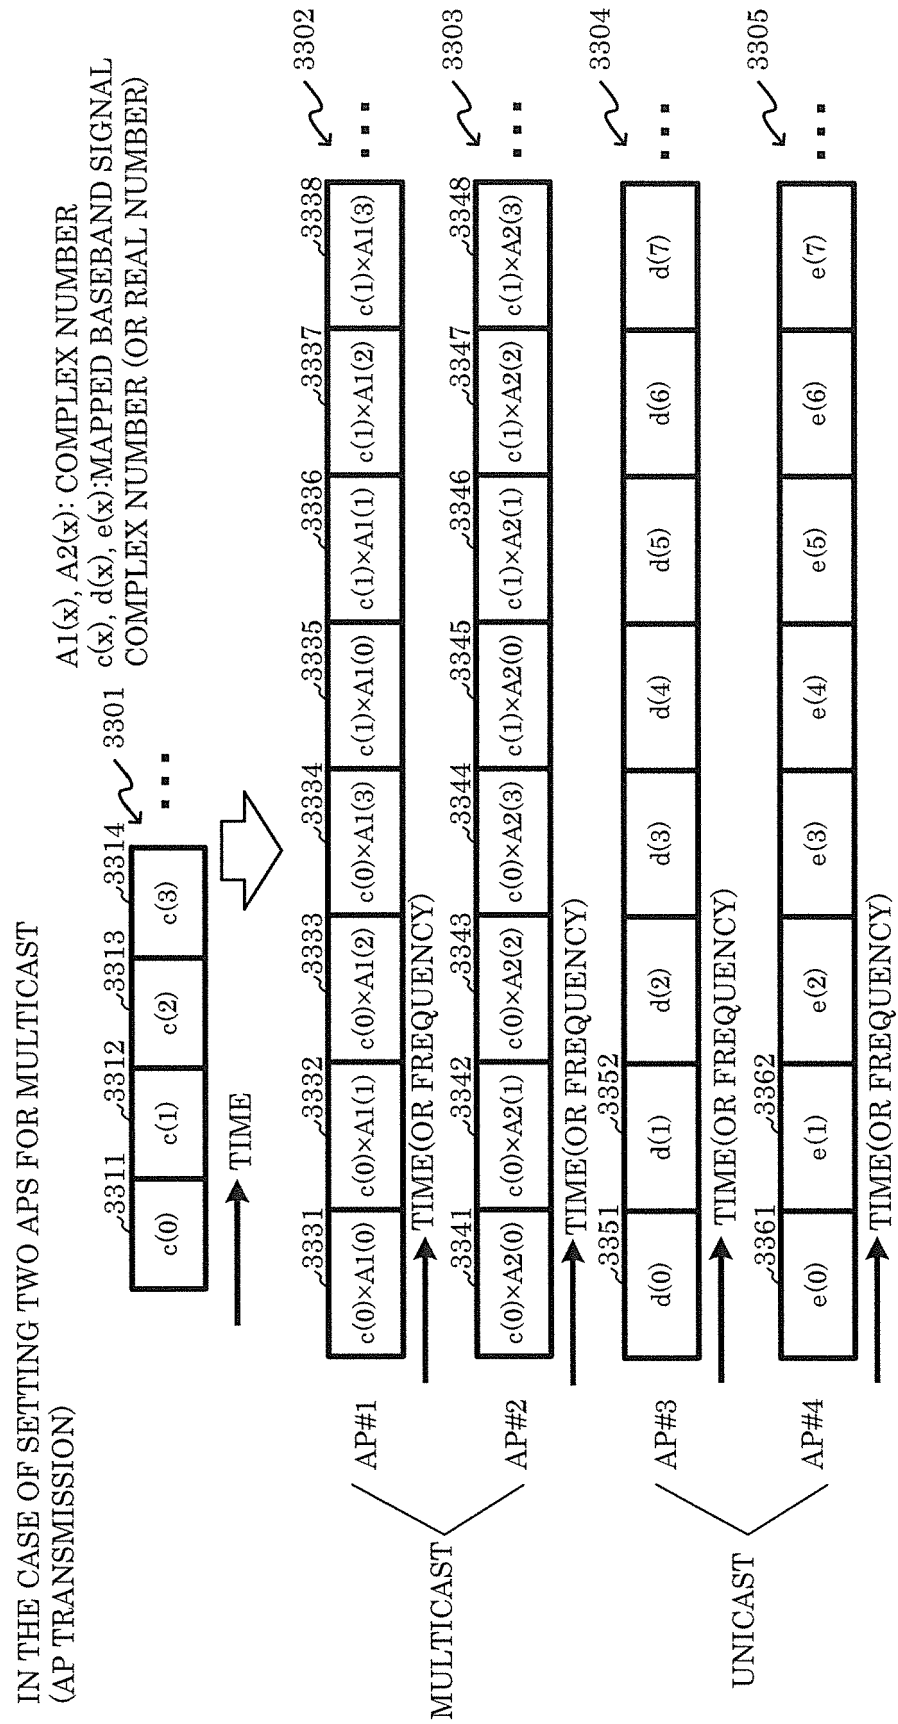 IN THE CASE OF SETTING TWO APS FOR MULTICAST
(AP TRANSMISSION)
A1(x), A2(x): COMPLEX NUMBER
c(x), d(x), e(x):MAPPED BASEBAND SIGNAL
COMPLEX NUMBER (OR REAL NUMBER)
3311 3312 3313 3314 3301
c(0) c(1) c(2) c(3) ...
TIME
MULTICAST
3331 3332 3333 3334 3335 3336 3337 3338 3302
AP#1 c(0)×A1(0) c(0)×A1(1) c(0)×A1(2) c(0)×A1(3) c(1)×A1(0) c(1)×A1(1) c(1)×A1(2) c(1)×A1(3) ...
TIME(OR FREQUENCY)
3341 3342 3343 3344 3345 3346 3347 3348 3303
AP#2 c(0)×A2(0) c(0)×A2(1) c(0)×A2(2) c(0)×A2(3) c(1)×A2(0) c(1)×A2(1) c(1)×A2(2) c(1)×A2(3) ...
TIME(OR FREQUENCY)
UNICAST
3351 3352 3304
AP#3 d(0) d(1) d(2) d(3) d(4) d(5) d(6) d(7) ...
TIME(OR FREQUENCY)
3361 3362 3305
AP#4 e(0) e(1) e(2) e(3) e(4) e(5) e(6) e(7) ...
TIME(OR FREQUENCY)